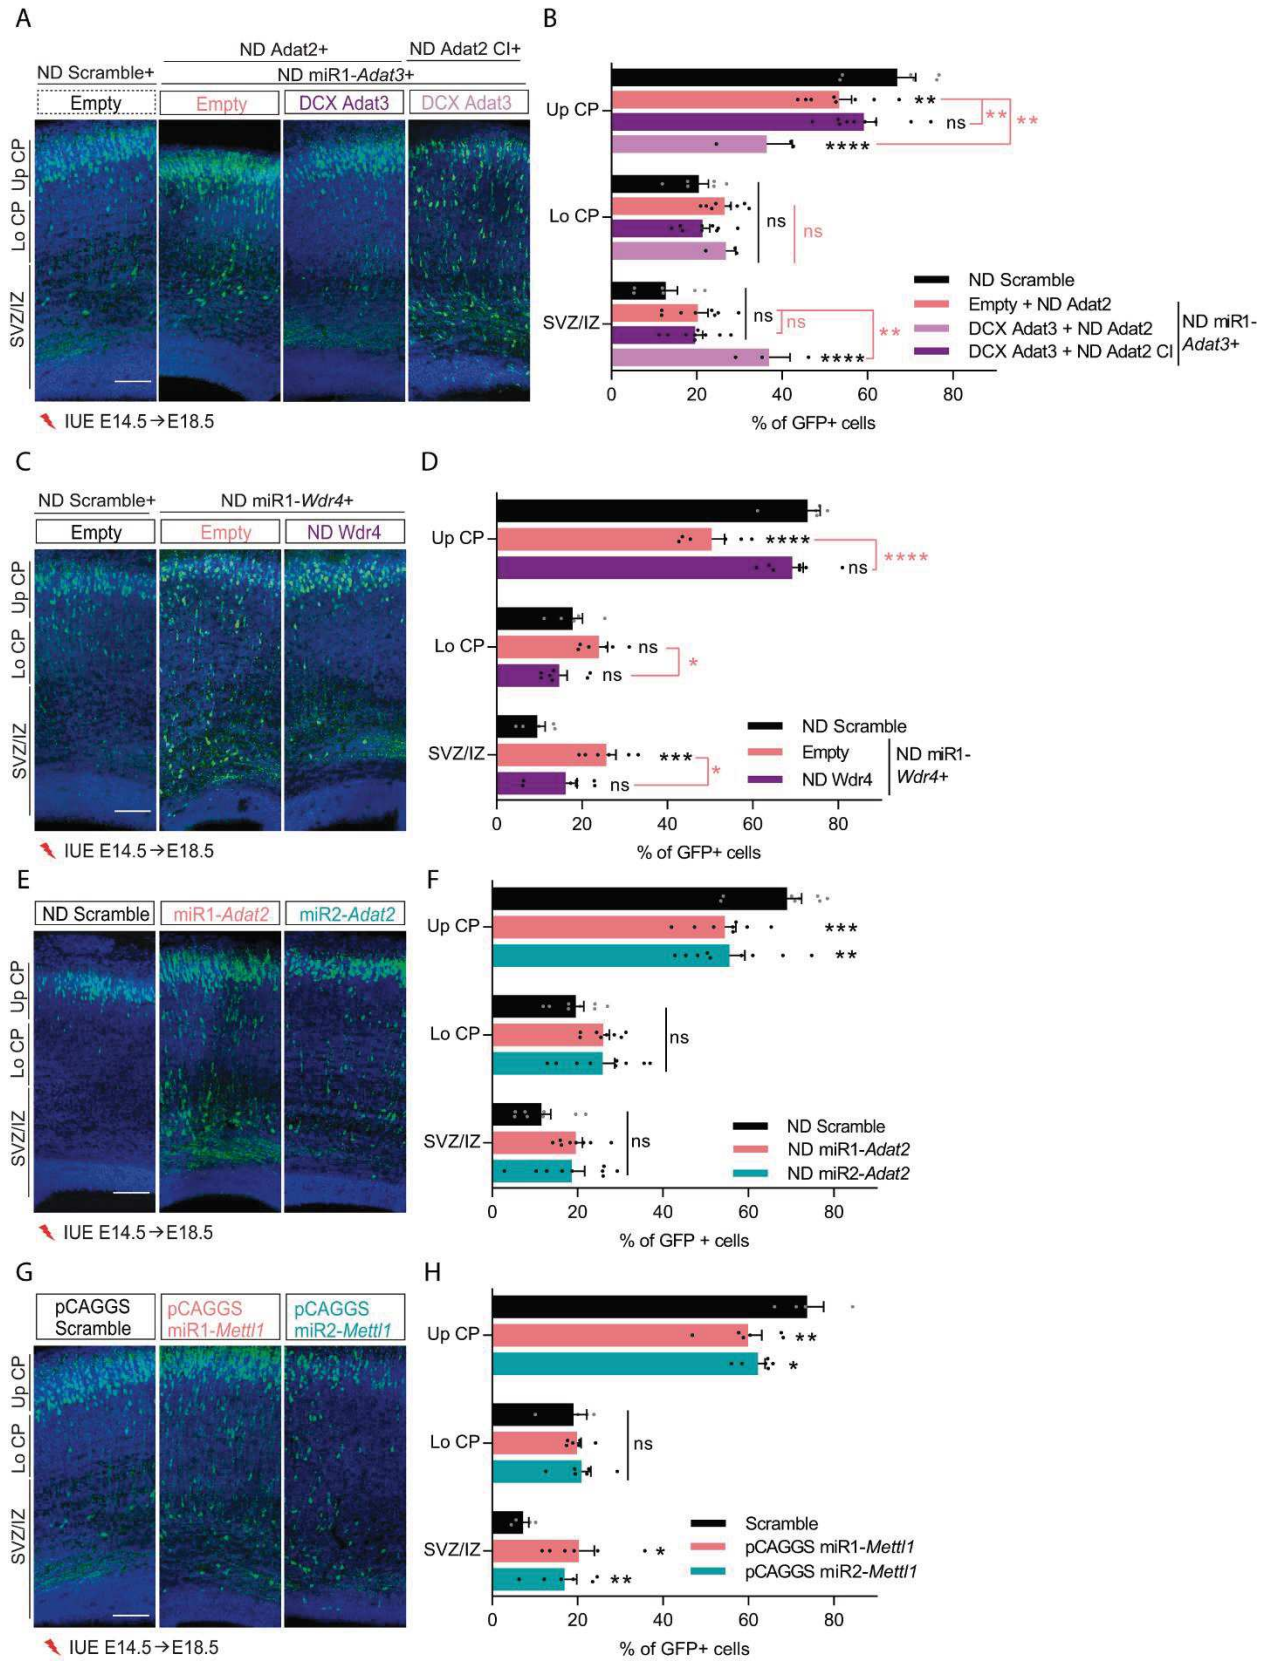 A
ND Adat2+
ND Adat2 CI+
ND Scramble+
ND miR1-Adat3+
Empty
Empty
DCX Adat3
DCX Adat3
Up CP
Lo CP
SVZ/IZ
IUE E14.5→E18.5
B
Up CP
**
ns
****
**
**
Lo CP
ns
ns
SVZ/IZ
ns
ns
****
**
ND Scramble
Empty + ND Adat2
DCX Adat3 + ND Adat2
DCX Adat3 + ND Adat2 CI
ND miR1-
Adat3+
0 20 40 60 80
% of GFP+ cells
C
ND Scramble+
ND miR1-Wdr4+
Empty
Empty
ND Wdr4
Up CP
Lo CP
SVZ/IZ
IUE E14.5→E18.5
D
Up CP
****
ns
****
Lo CP
ns
ns
*
SVZ/IZ
***
ns
*
ND Scramble
Empty
ND Wdr4
ND miR1-
Wdr4+
0 20 40 60 80
% of GFP+ cells
E
ND Scramble
miR1-Adat2
miR2-Adat2
Up CP
Lo CP
SVZ/IZ
IUE E14.5→E18.5
F
Up CP
***
**
Lo CP
ns
SVZ/IZ
ns
ND Scramble
ND miR1-Adat2
ND miR2-Adat2
0 20 40 60 80
% of GFP + cells
G
pCAGGS
Scramble
pCAGGS
miR1-Mettl1
pCAGGS
miR2-Mettl1
Up CP
Lo CP
SVZ/IZ
IUE E14.5→E18.5
H
Up CP
**
*
Lo CP
ns
SVZ/IZ
*
**
Scramble
pCAGGS miR1-Mettl1
pCAGGS miR2-Mettl1
0 20 40 60 80
% of GFP+ cells